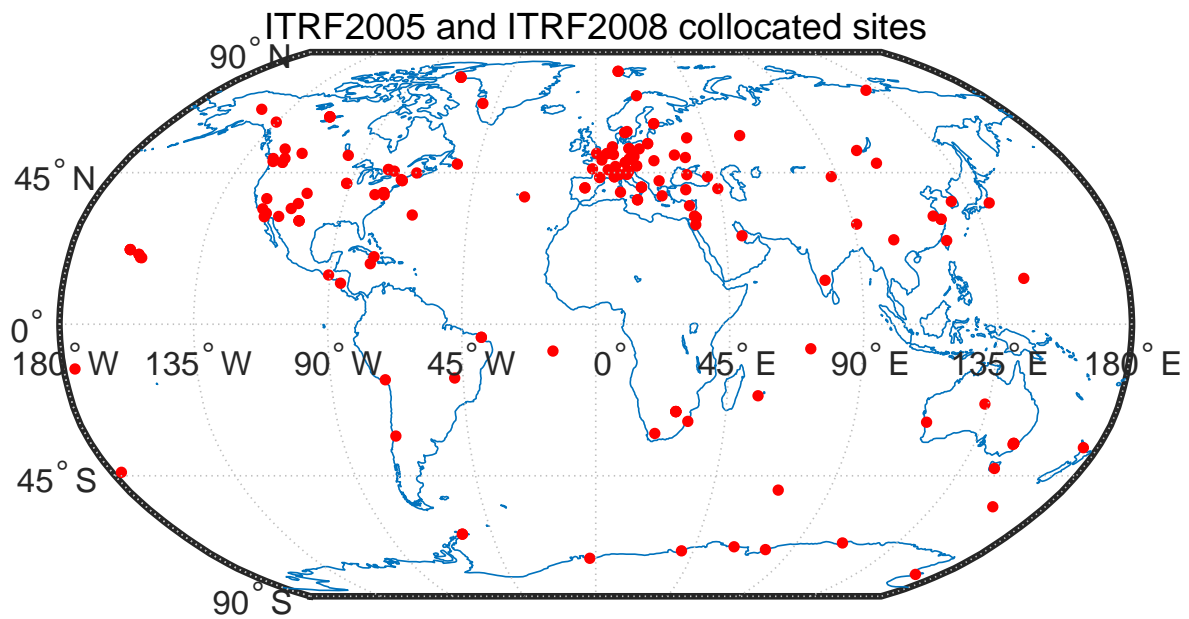 ITRF2005 and ITRF2008 collocated sites
90° N
45° N
0°
180° W 135° W 90° W 45° W 0° 45° E 90° E 135° E 180° E
45° S
90° S